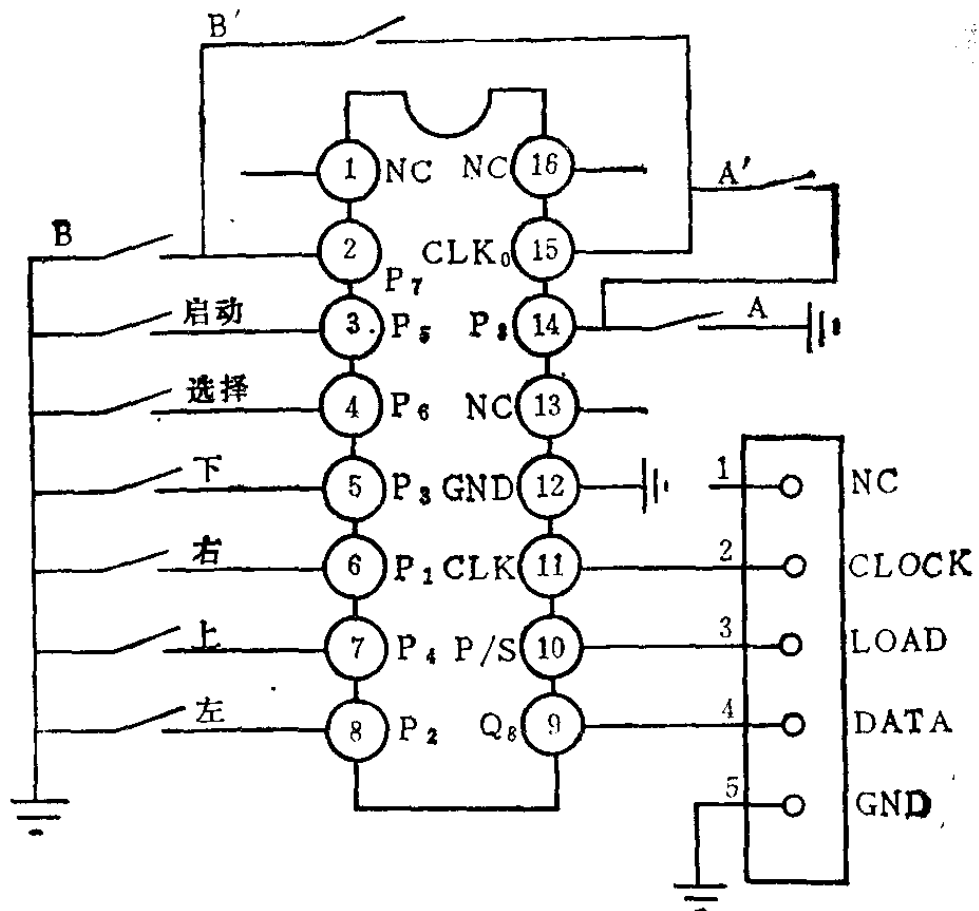 B′
1 NC NC 16
A′
B 2 P₇ CLK₀ 15
启动 3 P₅ P₈ 14 A
选择 4 P₆ NC 13
下 5 P₃ GND 12 1 NC
右 6 P₁ CLK 11 2 CLOCK
上 7 P₄ P/S 10 3 LOAD
左 8 P₂ Q₈ 9 4 DATA
5 GND